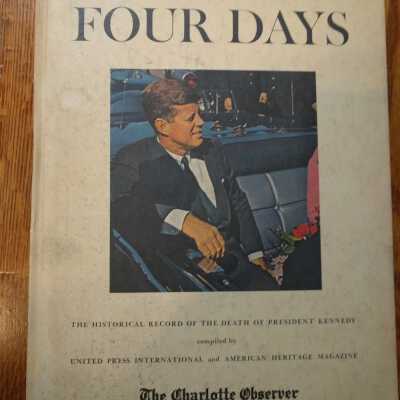 FOUR DAYS
THE HISTORICAL RECORD OF THE DEATH OF PRESIDENT KENNEDY
compiled by
UNITED PRESS INTERNATIONAL and AMERICAN HERITAGE MAGAZINE
The Charlotte Observer